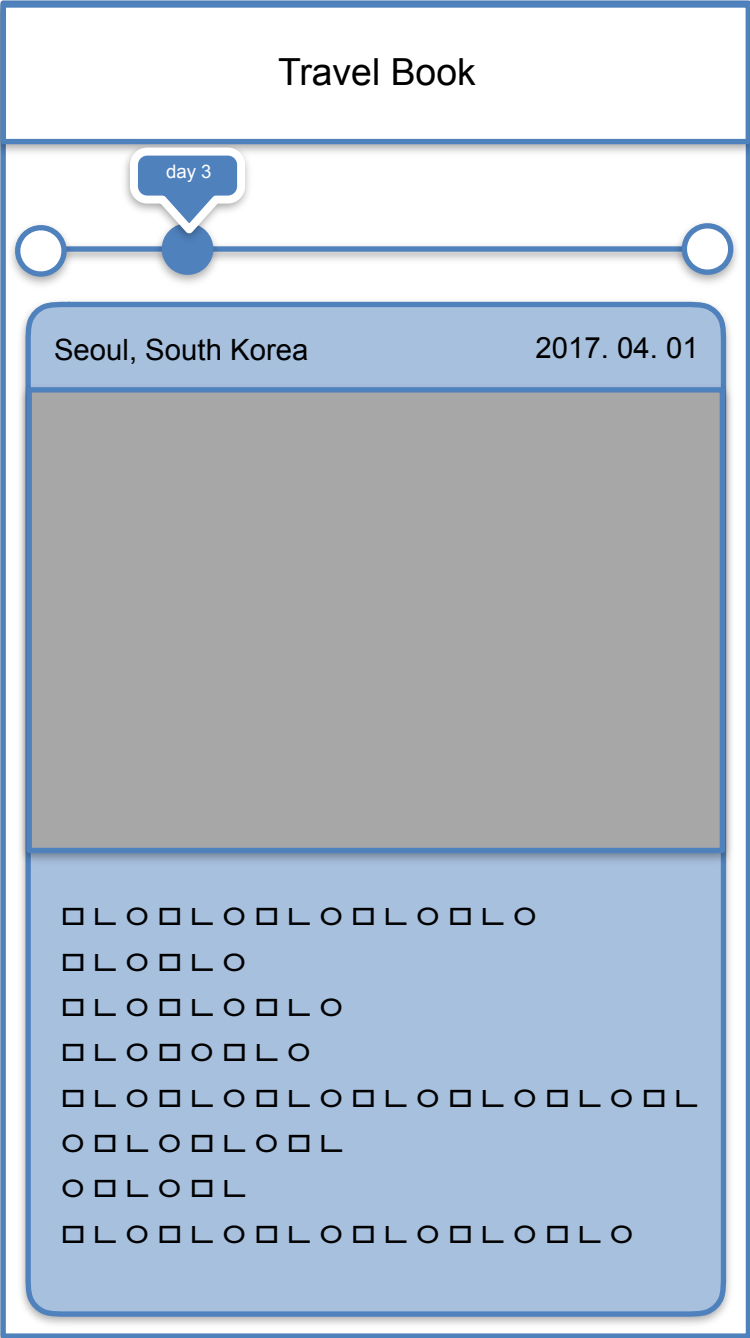 Travel Book
day 3
Seoul, South Korea 2017. 04. 01
ㅁㄴㅇㅁㄴㅇㅁㄴㅇㅁㄴㅇㅁㄴㅇ
ㅁㄴㅇㅁㄴㅇ
ㅁㄴㅇㅁㄴㅇㅁㄴㅇ
ㅁㄴㅇㅁㅇㅁㄴㅇ
ㅁㄴㅇㅁㄴㅇㅁㄴㅇㅁㄴㅇㅁㄴㅇㅁㄴㅇㅁㄴ
ㅇㅁㄴㅇㅁㄴㅇㅁㄴ
ㅇㅁㄴㅇㅁㄴ
ㅁㄴㅇㅁㄴㅇㅁㄴㅇㅁㄴㅇㅁㄴㅇㅁㄴㅇ